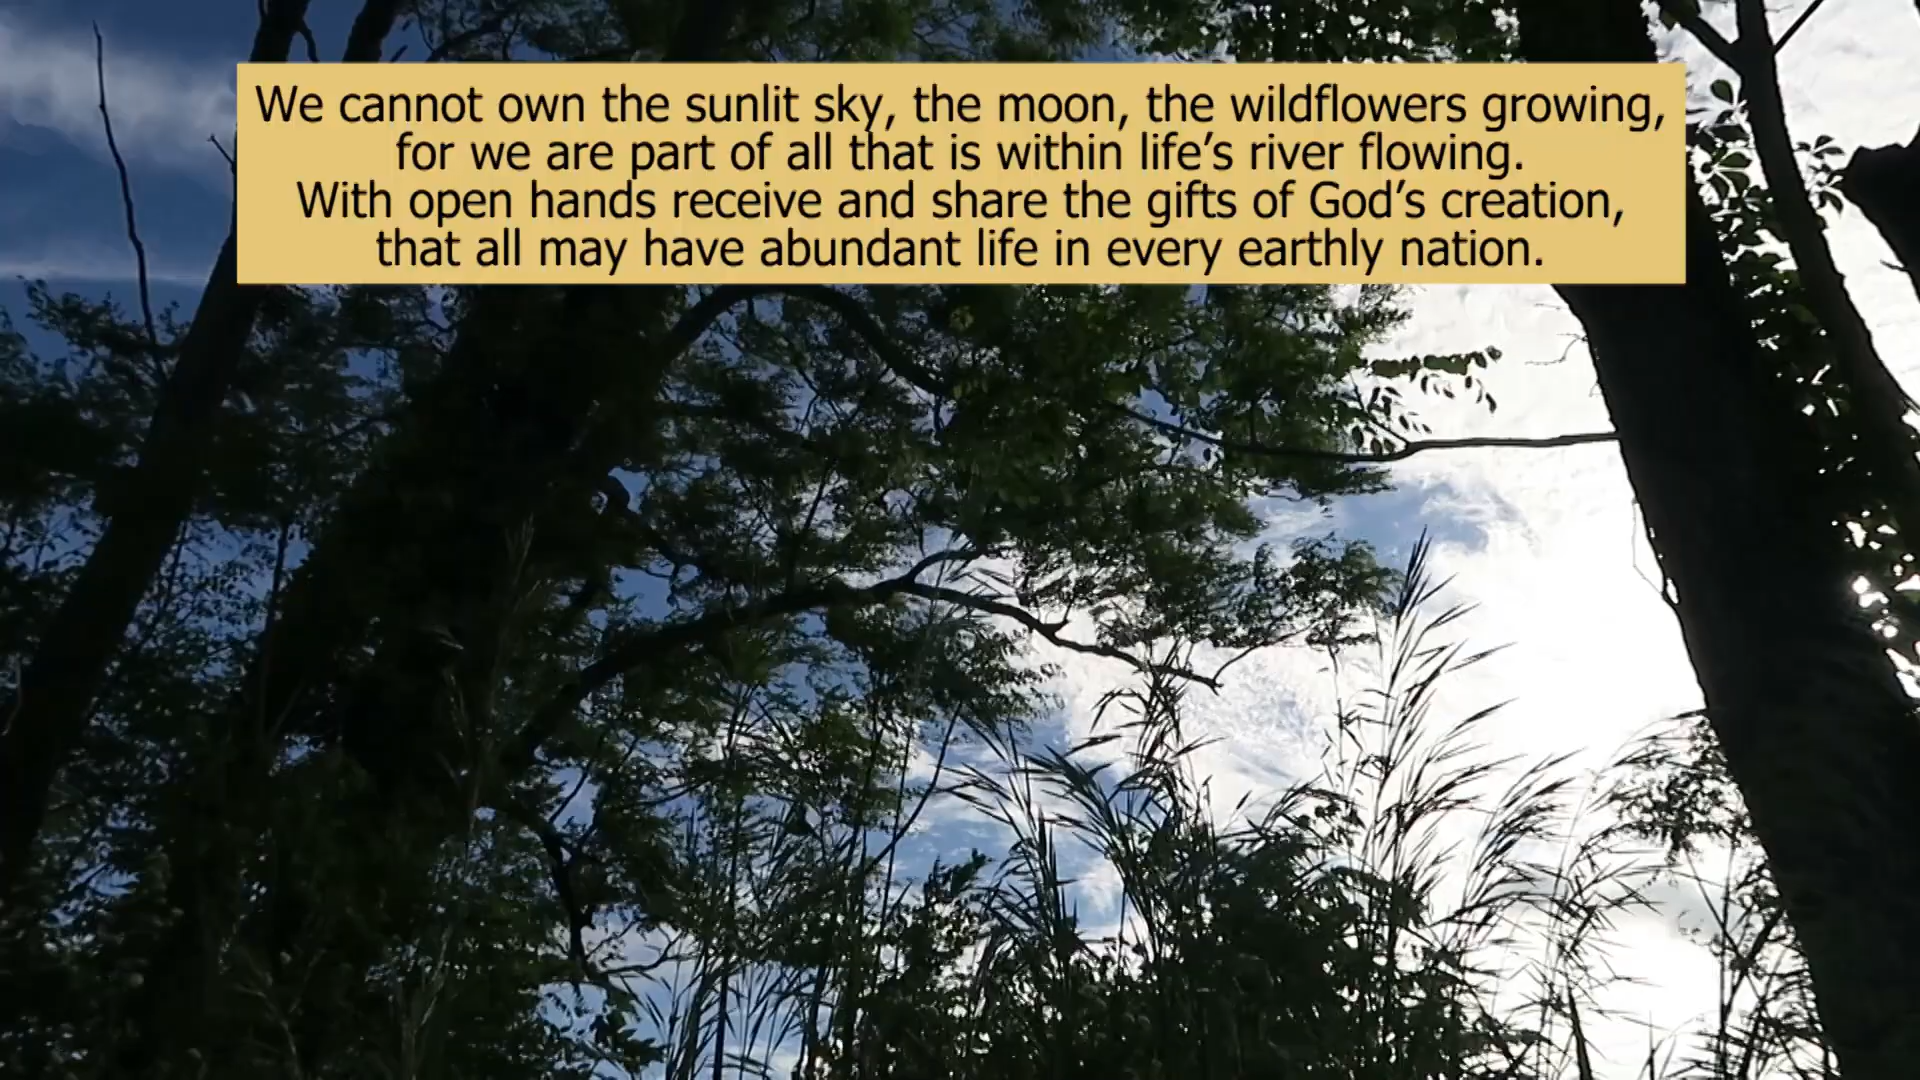 We cannot own the sunlit sky, the moon, the wildflowers growing,
for we are part of all that is within life’s river flowing.
With open hands receive and share the gifts of God’s creation,
that all may have abundant life in every earthly nation.